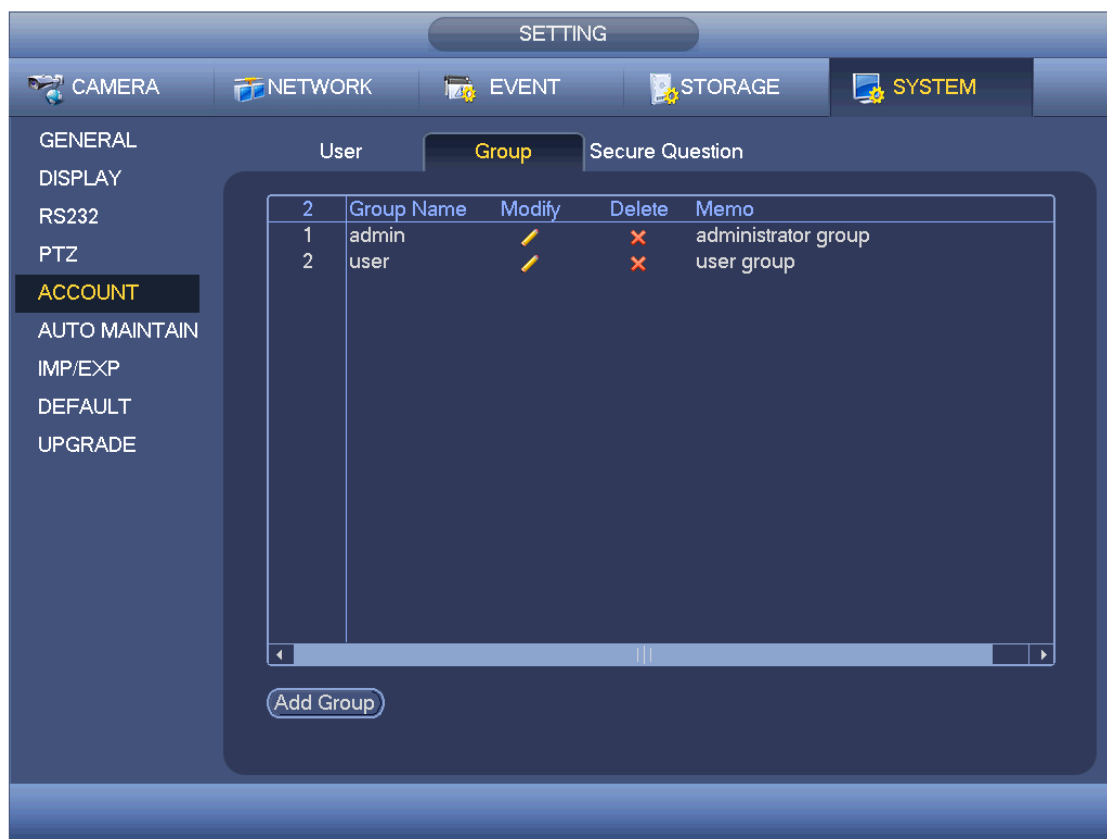 SETTING
CAMERA NETWORK EVENT STORAGE SYSTEM
GENERAL
DISPLAY
RS232
PTZ
ACCOUNT
AUTO MAINTAIN
IMP/EXP
DEFAULT
UPGRADE
User Group Secure Question
2 Group Name Modify Delete Memo
1 admin administrator group
2 user user group
Add Group